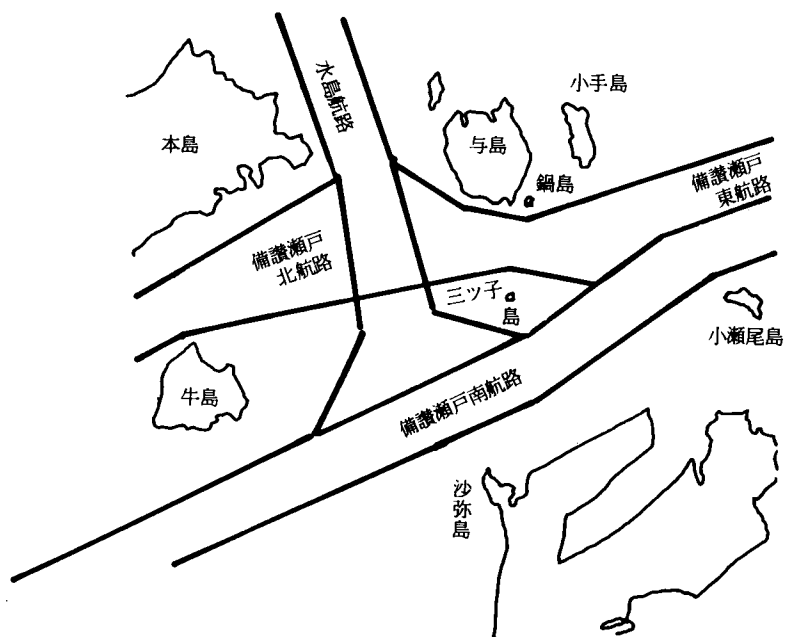 水島航路
小手島
本島
与島
鍋島
備讃瀬戸
東航路
備讃瀬戸
北航路
三ツ子
島
小瀬尾島
牛島
備讃瀬戸南航路
沙弥島